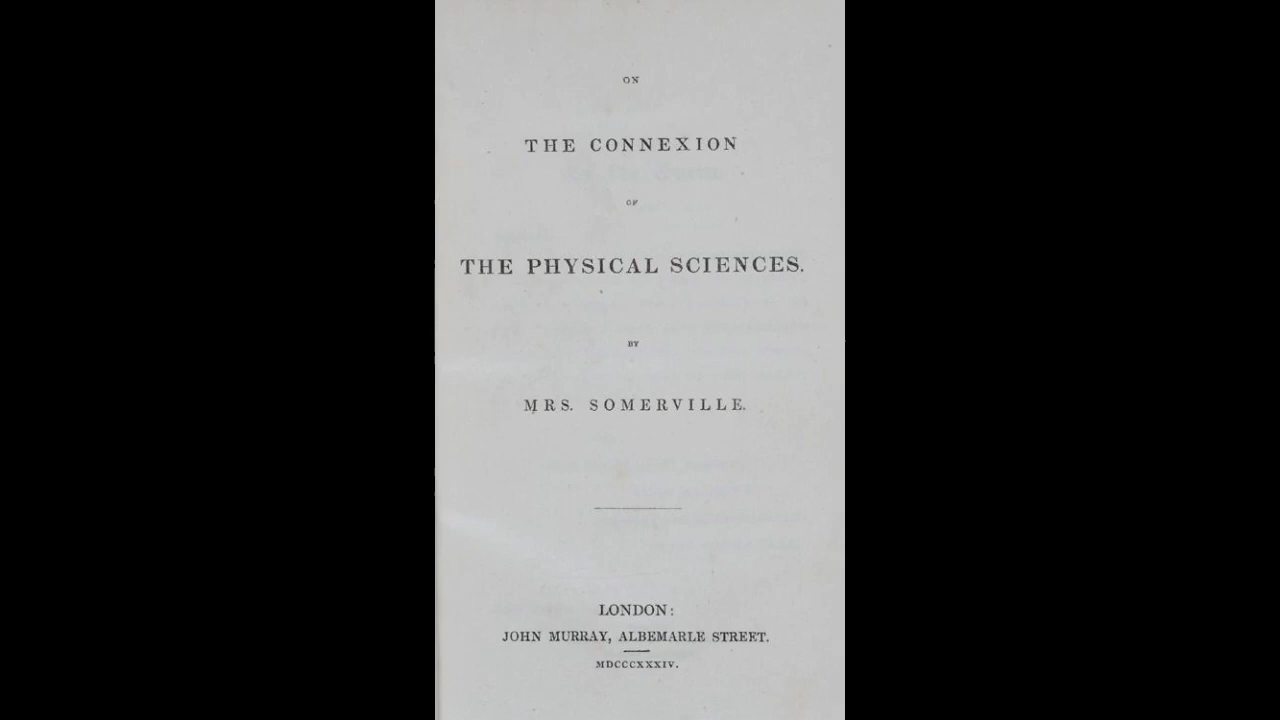 ON
THE CONNEXION
OF
THE PHYSICAL SCIENCES.
BY
MRS. SOMERVILLE.
LONDON:
JOHN MURRAY, ALBEMARLE STREET.
MDCCCXXXIV.